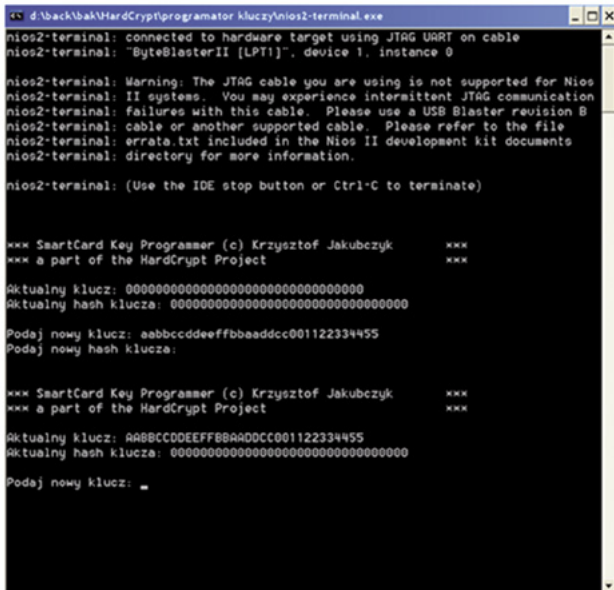 d:\back\bak\HardCrypt\programator kluczy\nios2-terminal.exe
nios2-terminal: connected to hardware target using JTAG UART on cable
nios2-terminal: "ByteBlasterII [LPT1]", device 1, instance 0
nios2-terminal: Warning: The JTAG cable you are using is not supported for Nios
nios2-terminal: II systems. You may experience intermittent JTAG communication
nios2-terminal: failures with this cable. Please use a USB Blaster revision B
nios2-terminal: cable or another supported cable. Please refer to the file
nios2-terminal: errata.txt included in the Nios II development kit documents
nios2-terminal: directory for more information.
nios2-terminal: (Use the IDE stop button or Ctrl-C to terminate)
*** SmartCard Key Programmer (c) Krzysztof Jakubczyk ***
*** a part of the HardCrypt Project ***
Aktualny klucz: 00000000000000000000000000000000
Aktualny hash klucza: 00000000000000000000000000000000
Podaj nowy klucz: aabbccddeeffbbaaddcc001122334455
Podaj nowy hash klucza:
*** SmartCard Key Programmer (c) Krzysztof Jakubczyk ***
*** a part of the HardCrypt Project ***
Aktualny klucz: AABBCCDDEEFFBBAADDCC001122334455
Aktualny hash klucza: 00000000000000000000000000000000
Podaj nowy klucz: _